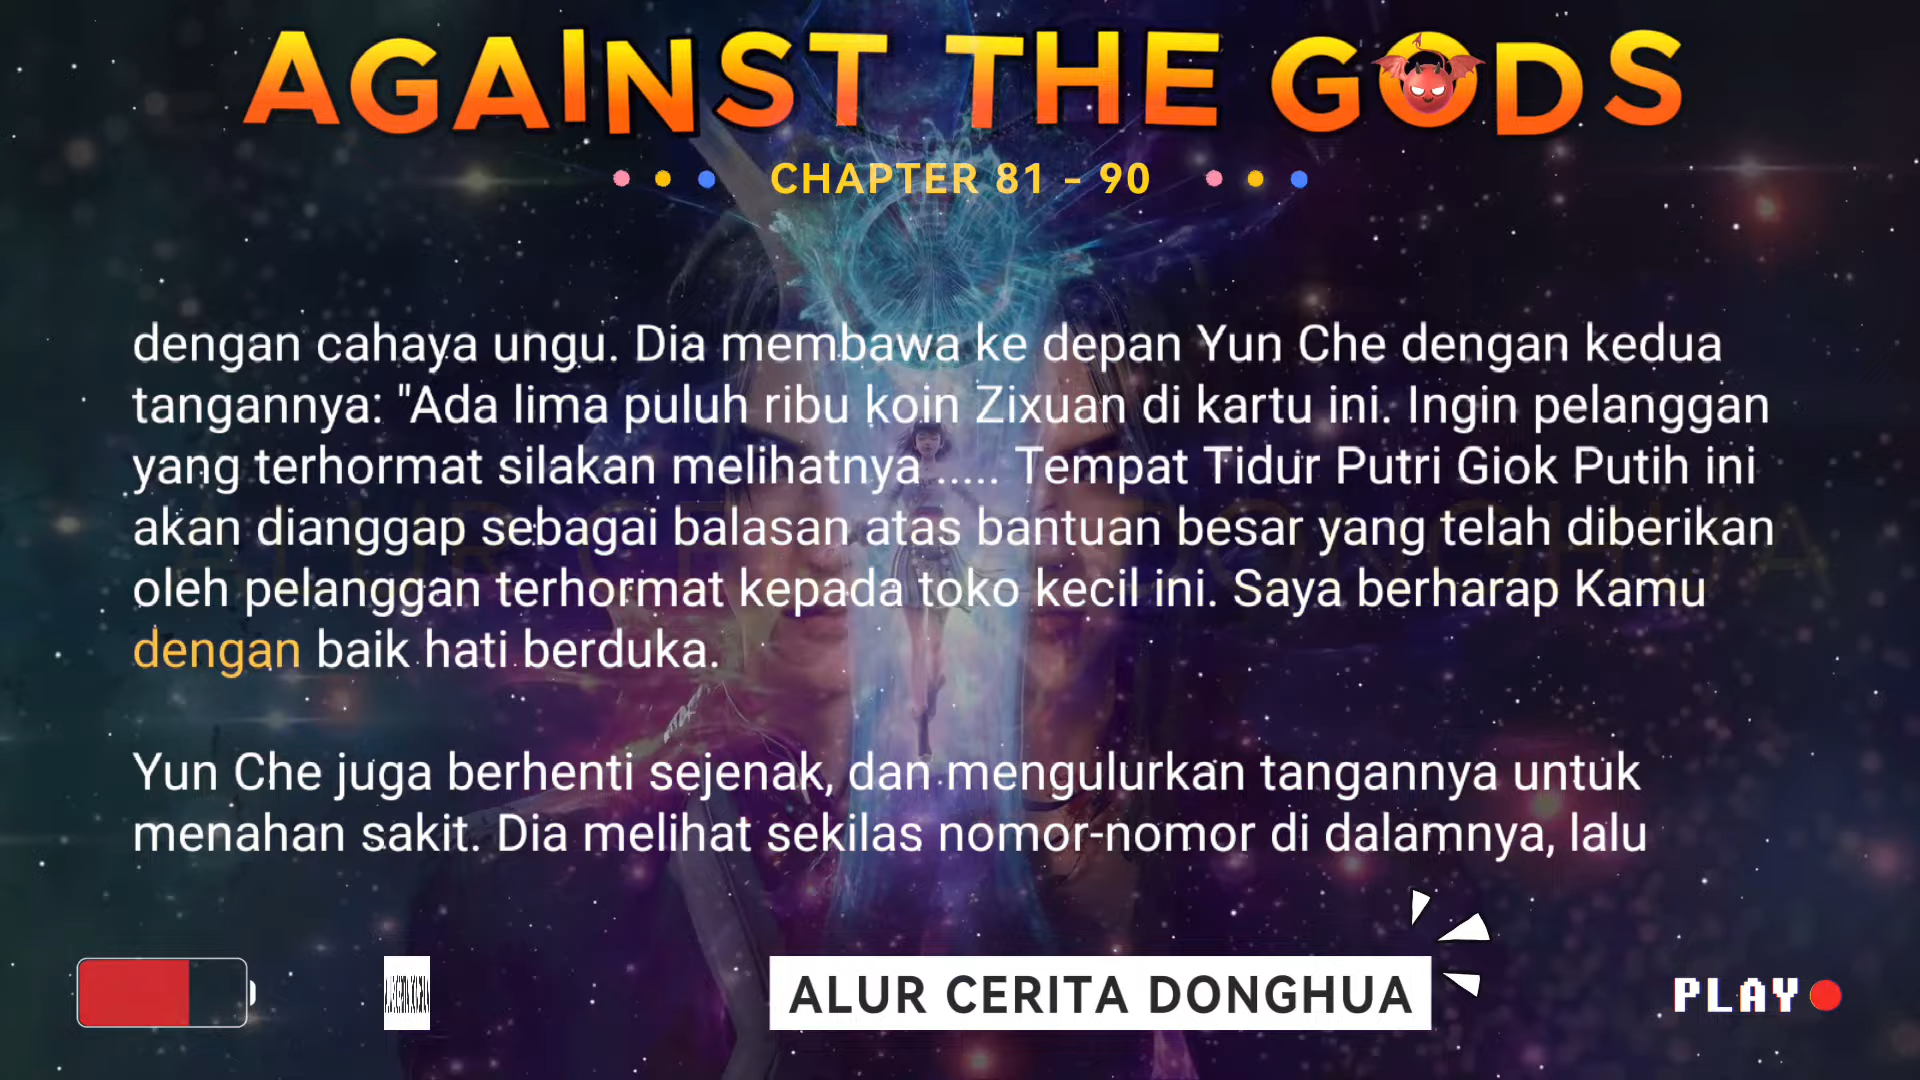 AGAINST THE GODS
CHAPTER 81 - 90
dengan cahaya ungu. Dia membawa ke depan Yun Che dengan kedua
tangannya: "Ada lima puluh ribu koin Zixuan di kartu ini. Ingin pelanggan
yang terhormat silakan melihatnya ..... Tempat Tidur Putri Giok Putih ini
akan dianggap sebagai balasan atas bantuan besar yang telah diberikan
oleh pelanggan terhormat kepada toko kecil ini. Saya berharap Kamu
dengan baik hati berduka.
Yun Che juga berhenti sejenak, dan mengulurkan tangannya untuk
menahan sakit. Dia melihat sekilas nomor-nomor di dalamnya, lalu
ALUR CERITA DONGHUA
PLAY